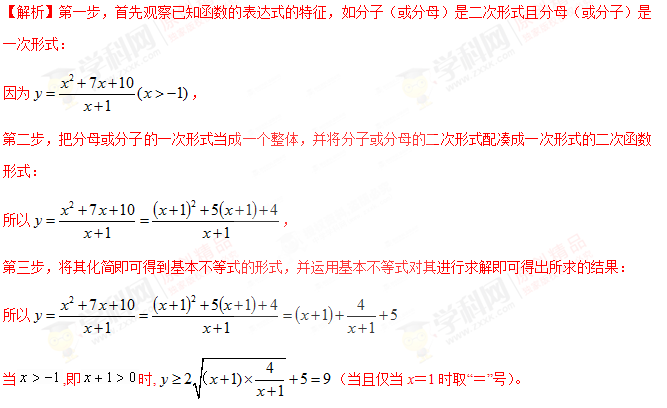 【解析】第一步，首先观察已知函数的表达式的特征，如分子（或分母）是二次形式且分母（或分子）是
一次形式：
因为 y = (x²+7x+10)/(x+1) (x>-1)，
第二步，把分母或分子的一次形式当成一个整体，并将分子或分母的二次形式配凑成一次形式的二次函数
形式：
所以 y = (x²+7x+10)/(x+1) = ((x+1)²+5(x+1)+4)/(x+1)，
第三步，将其化简即可得到基本不等式的形式，并运用基本不等式对其进行求解即可得出所求的结果：
所以 y = (x²+7x+10)/(x+1) = ((x+1)²+5(x+1)+4)/(x+1) = (x+1)+4/(x+1)+5
当 x > -1 ,即 x+1 > 0 时, y ≥ 2√((x+1)×4/(x+1)) +5 = 9（当且仅当 x＝1 时取“＝”号）。